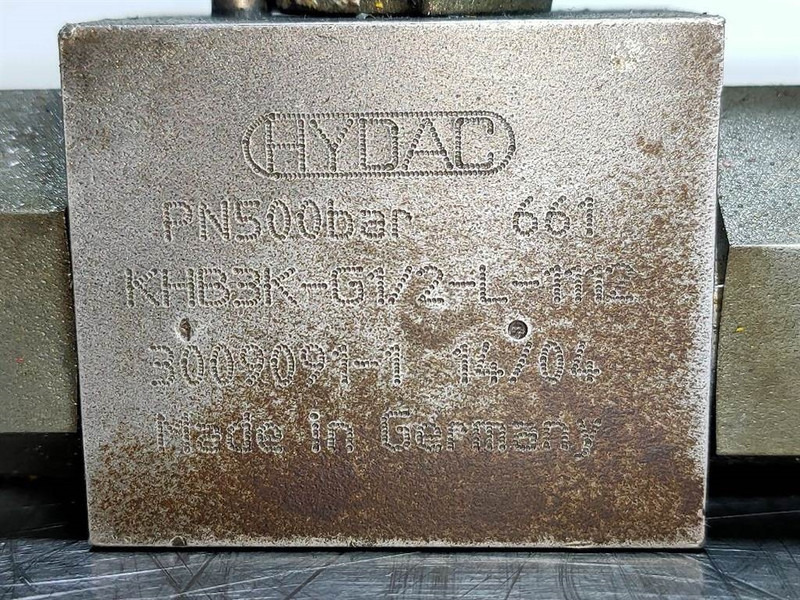 HYDAC
PN500bar 661
KHB3K-G1/2-L-1112
3009091-1 14/04
Made in Germany